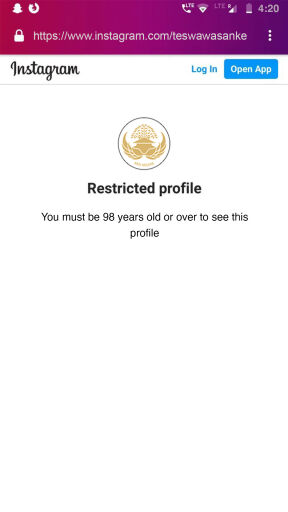 LTE LTE R 4:20
https://www.instagram.com/teswawasanke
Instagram Log In Open App
Restricted profile
You must be 98 years old or over to see this
profile